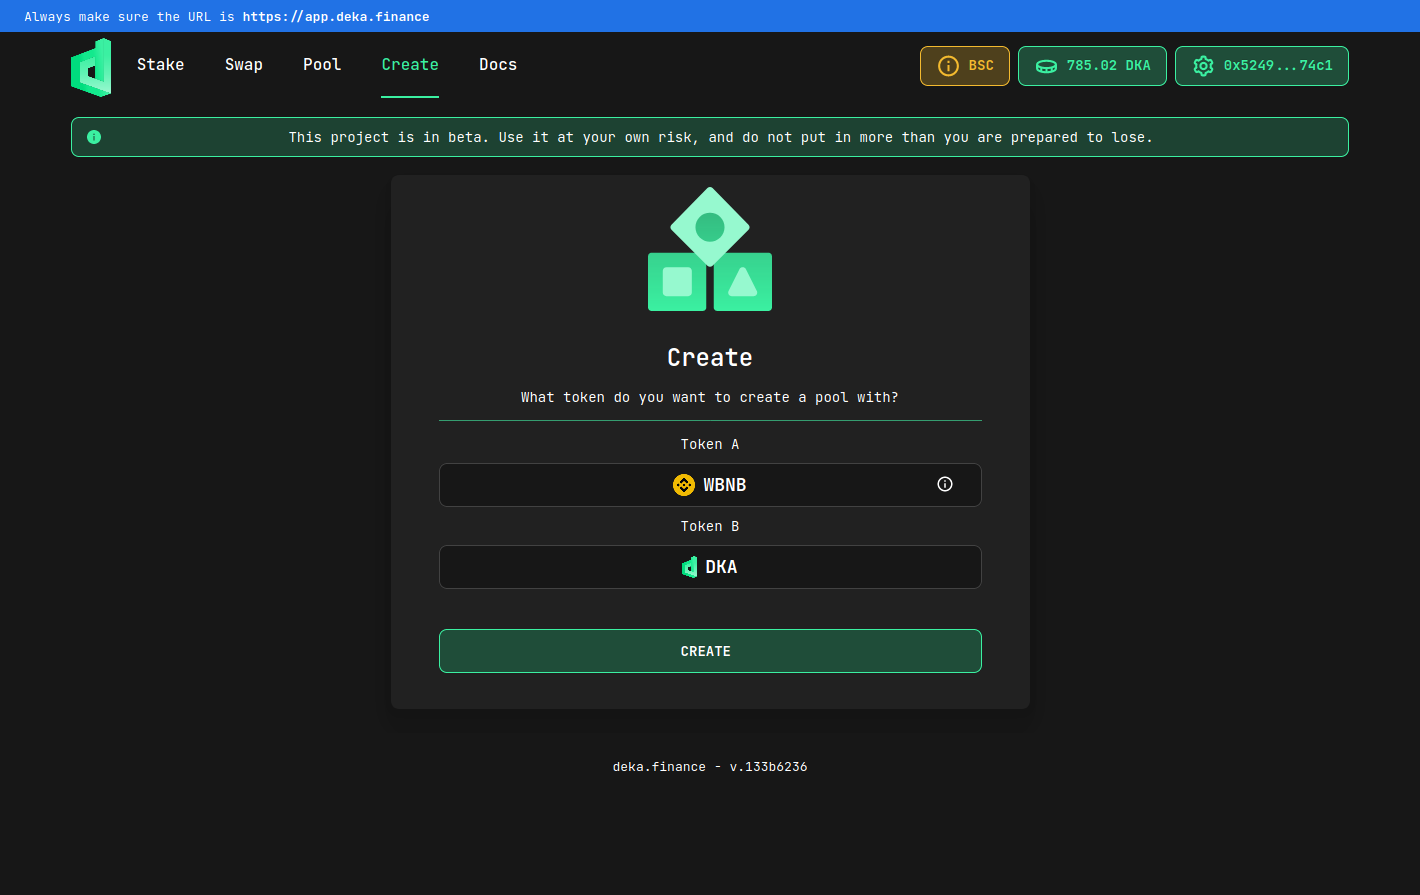 Always make sure the URL is https://app.deka.finance
Stake Swap Pool Create Docs BSC 785.02 DKA 0x5249...74c1
This project is in beta. Use it at your own risk, and do not put in more than you are prepared to lose.
Create
What token do you want to create a pool with?
Token A
WBNB
Token B
DKA
CREATE
deka.finance - v.133b6236